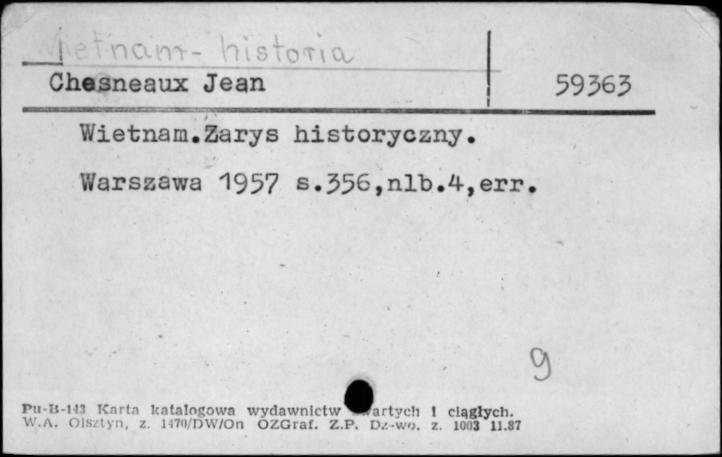 Wietnam - historia
Chesneaux Jean 59363
Wietnam.Zarys historyczny.
Warszawa 1957 s.356,nlb.4,err.
9
Pu-B-143 Karta katalogowa wydawnictw artych i ciągłych.
W.A. Olsztyn, z. 1470/DW/On OZGraf. Z.P. Dz-wo. z. 1003 11.87